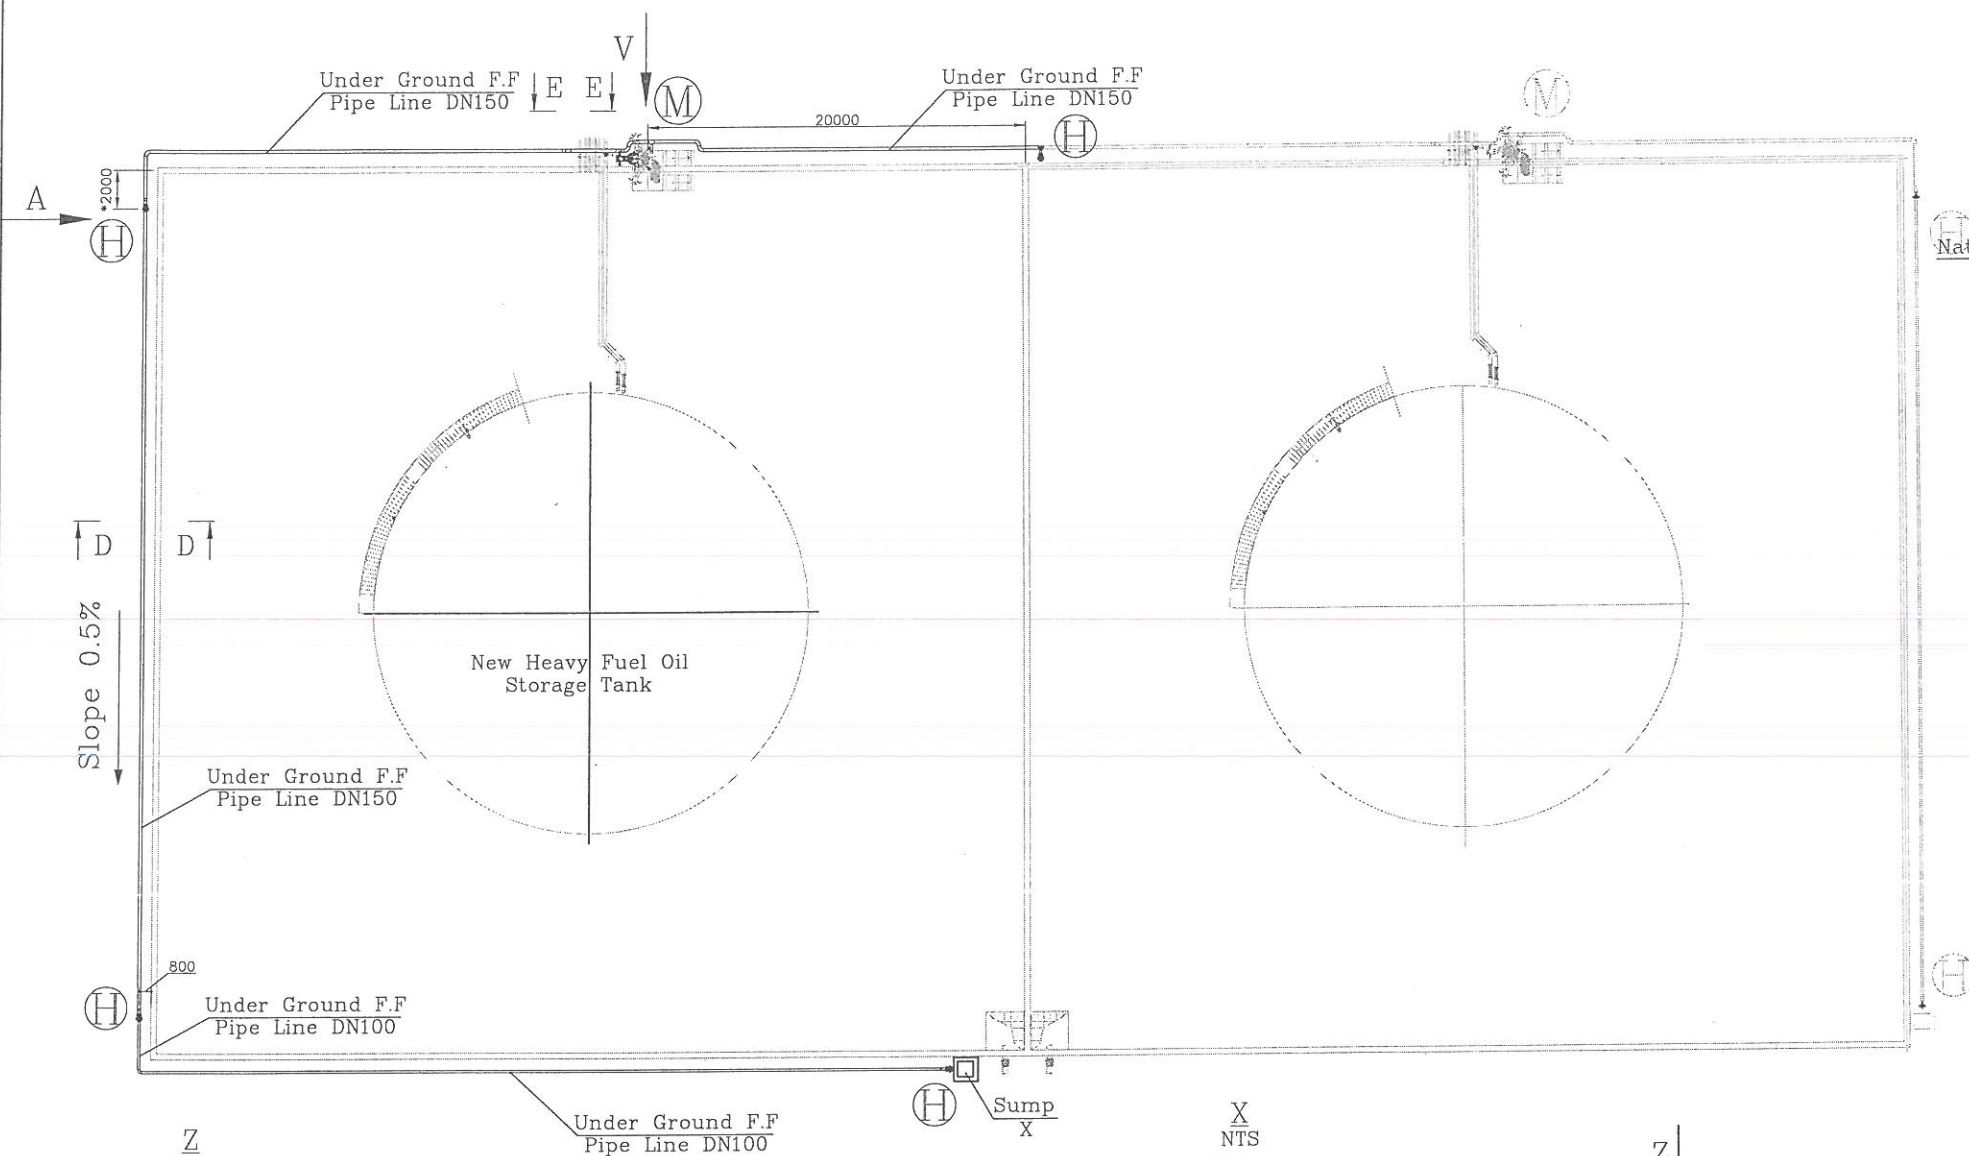 V
Under Ground F.F
Pipe Line DN150
E E
M
Under Ground F.F
Pipe Line DN150
M
20000
H
*2000
A
H
H
Nat
D D
Slope 0.5%
New Heavy Fuel Oil
Storage Tank
Under Ground F.F
Pipe Line DN150
800
H
Under Ground F.F
Pipe Line DN100
H
H
Sump
X
X
NTS
Under Ground F.F
Pipe Line DN100
Z
Z